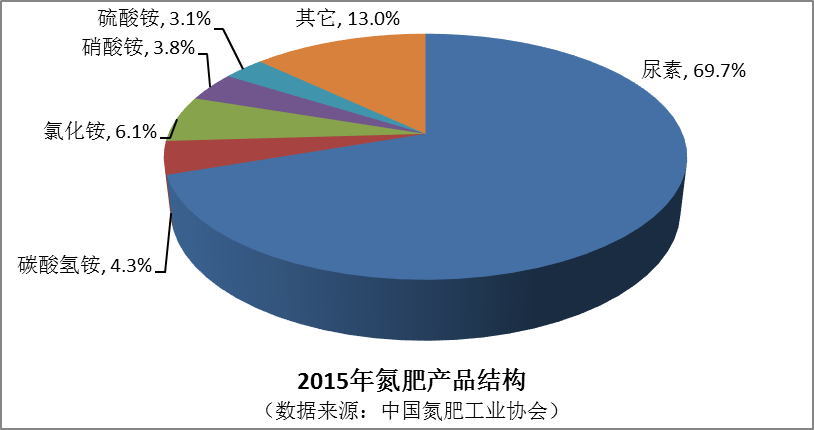 硫酸铵, 3.1%
其它, 13.0%
硝酸铵, 3.8%
尿素, 69.7%
氯化铵, 6.1%
碳酸氢铵, 4.3%
2015年氮肥产品结构
（数据来源：中国氮肥工业协会）